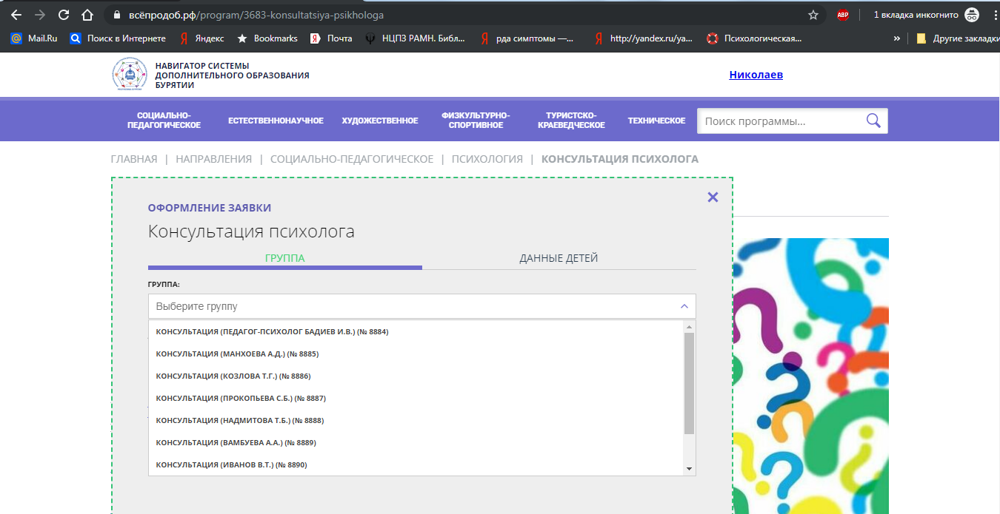 всёпродоб.рф/program/3683-konsultatsiya-psikhologa
ABP
1 вкладка инкогнито
Mail.Ru
Поиск в Интернете
Яндекс
Bookmarks
Почта
НЦПЗ РАМН. Библ...
рда симптомы —...
http://yandex.ru/ya...
Психологическая...
»
Другие закладки
НАВИГАТОР СИСТЕМЫ
ДОПОЛНИТЕЛЬНОГО ОБРАЗОВАНИЯ
БУРЯТИИ
Николаев
СОЦИАЛЬНО-
ПЕДАГОГИЧЕСКОЕ
ЕСТЕСТВЕННОНАУЧНОЕ
ХУДОЖЕСТВЕННОЕ
ФИЗКУЛЬТУРНО-
СПОРТИВНОЕ
ТУРИСТСКО-
КРАЕВЕДЧЕСКОЕ
ТЕХНИЧЕСКОЕ
Поиск программы...
ГЛАВНАЯ | НАПРАВЛЕНИЯ | СОЦИАЛЬНО-ПЕДАГОГИЧЕСКОЕ | ПСИХОЛОГИЯ | КОНСУЛЬТАЦИЯ ПСИХОЛОГА
ОФОРМЛЕНИЕ ЗАЯВКИ
Консультация психолога
ГРУППА
ДАННЫЕ ДЕТЕЙ
ГРУППА:
Выберите группу
КОНСУЛЬТАЦИЯ (ПЕДАГОГ-ПСИХОЛОГ БАДИЕВ И.В.) (№ 8884)
КОНСУЛЬТАЦИЯ (МАНХОЕВА А.Д.) (№ 8885)
КОНСУЛЬТАЦИЯ (КОЗЛОВА Т.Г.) (№ 8886)
КОНСУЛЬТАЦИЯ (ПРОКОПЬЕВА С.Б.) (№ 8887)
КОНСУЛЬТАЦИЯ (НАДМИТОВА Т.Б.) (№ 8888)
КОНСУЛЬТАЦИЯ (ВАМБУЕВА А.А.) (№ 8889)
КОНСУЛЬТАЦИЯ (ИВАНОВ В.Т.) (№ 8890)